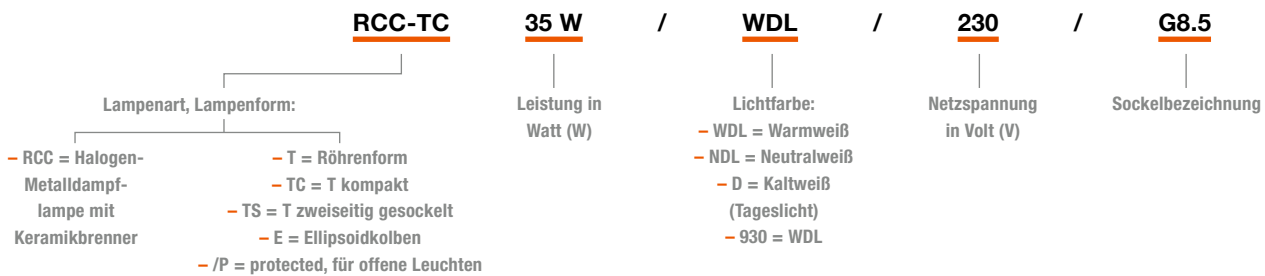 RCC-TC 35 W / WDL / 230 / G8.5
Lampenart, Lampenform:
– RCC = Halogen-
Metalldampf-
lampe mit
Keramikbrenner
– T = Röhrenform
– TC = T kompakt
– TS = T zweiseitig gesockelt
– E = Ellipsoidkolben
– /P = protected, für offene Leuchten
Leistung in
Watt (W)
Lichtfarbe:
– WDL = Warmweiß
– NDL = Neutralweiß
– D = Kaltweiß
(Tageslicht)
– 930 = WDL
Netzspannung
in Volt (V)
Sockelbezeichnung